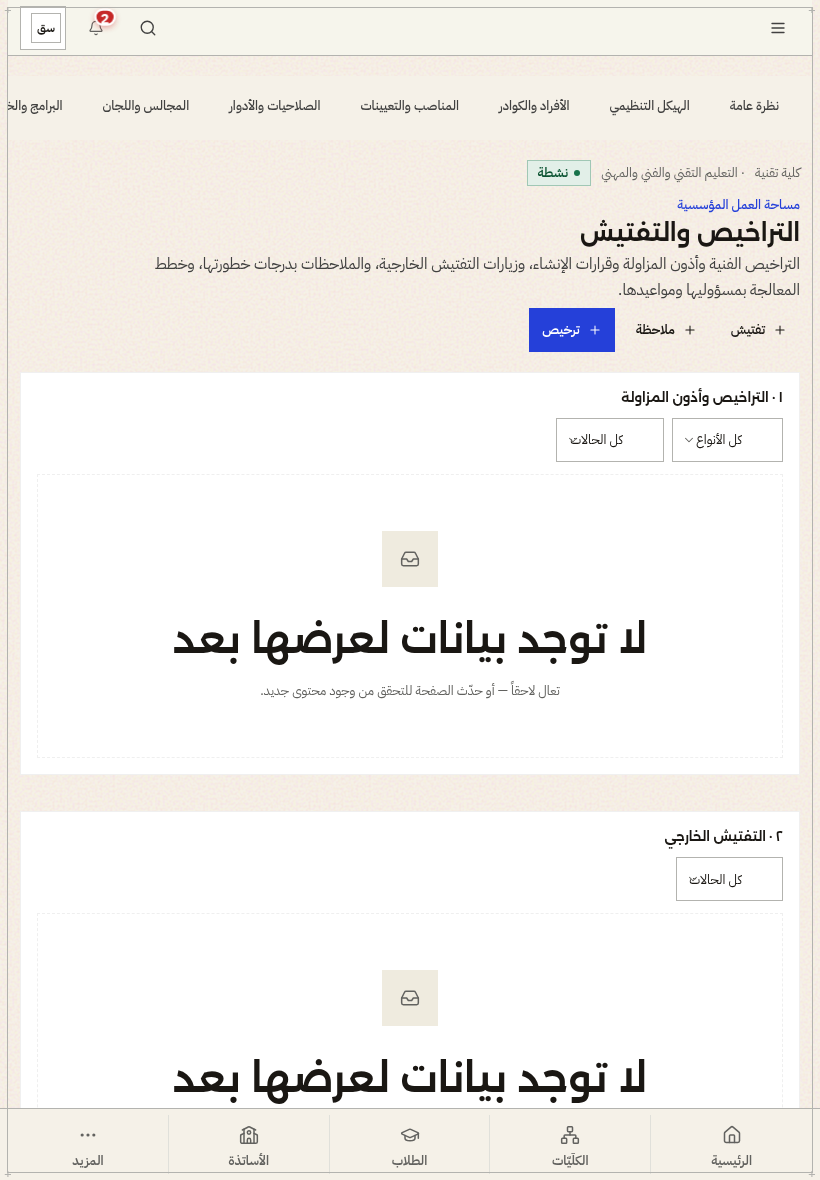 سق
2
نظرة عامة
الهيكل التنظيمي
الأفراد والكوادر
المناصب والتعيينات
الصلاحيات والأدوار
المجالس واللجان
البرامج والخ
كلية تقنية · التعليم التقني والفني والمهني
نشطة
مساحة العمل المؤسسية
التراخيص والتفتيش
التراخيص الفنية وأذون المزاولة وقرارات الإنشاء، وزيارات التفتيش الخارجية، والملاحظات بدرجات خطورتها، وخطط
المعالجة بمسؤوليها ومواعيدها.
تفتيش
ملاحظة
ترخيص
٠١ · التراخيص وأذون المزاولة
كل الأنواع
كل الحالات
لا توجد بيانات لعرضها بعد
تعال لاحقاً — أو حدّث الصفحة للتحقق من وجود محتوى جديد.
٠٢ · التفتيش الخارجي
كل الحالات
لا توجد بيانات لعرضها بعد
الرئيسية
الكلّيّات
الطلاب
الأساتذة
المزيد